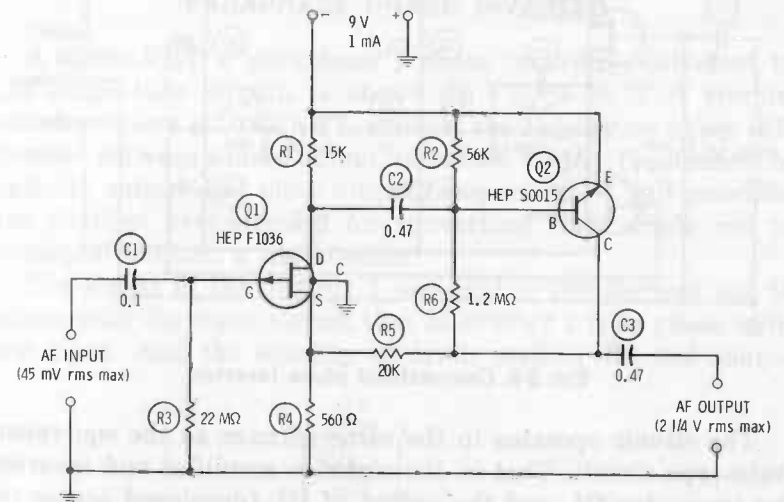 − 9 V +
1 mA
R1 15K
R2 56K
C2
0.47
Q2
HEP S0015
E
B
C
Q1
HEP F1036
D
C
G
S
C1
0.1
R6 1.2 MΩ
R5
20K
C3
0.47
AF INPUT
(45 mV rms max)
R3 22 MΩ
R4 560 Ω
AF OUTPUT
(2 1/4 V rms max)